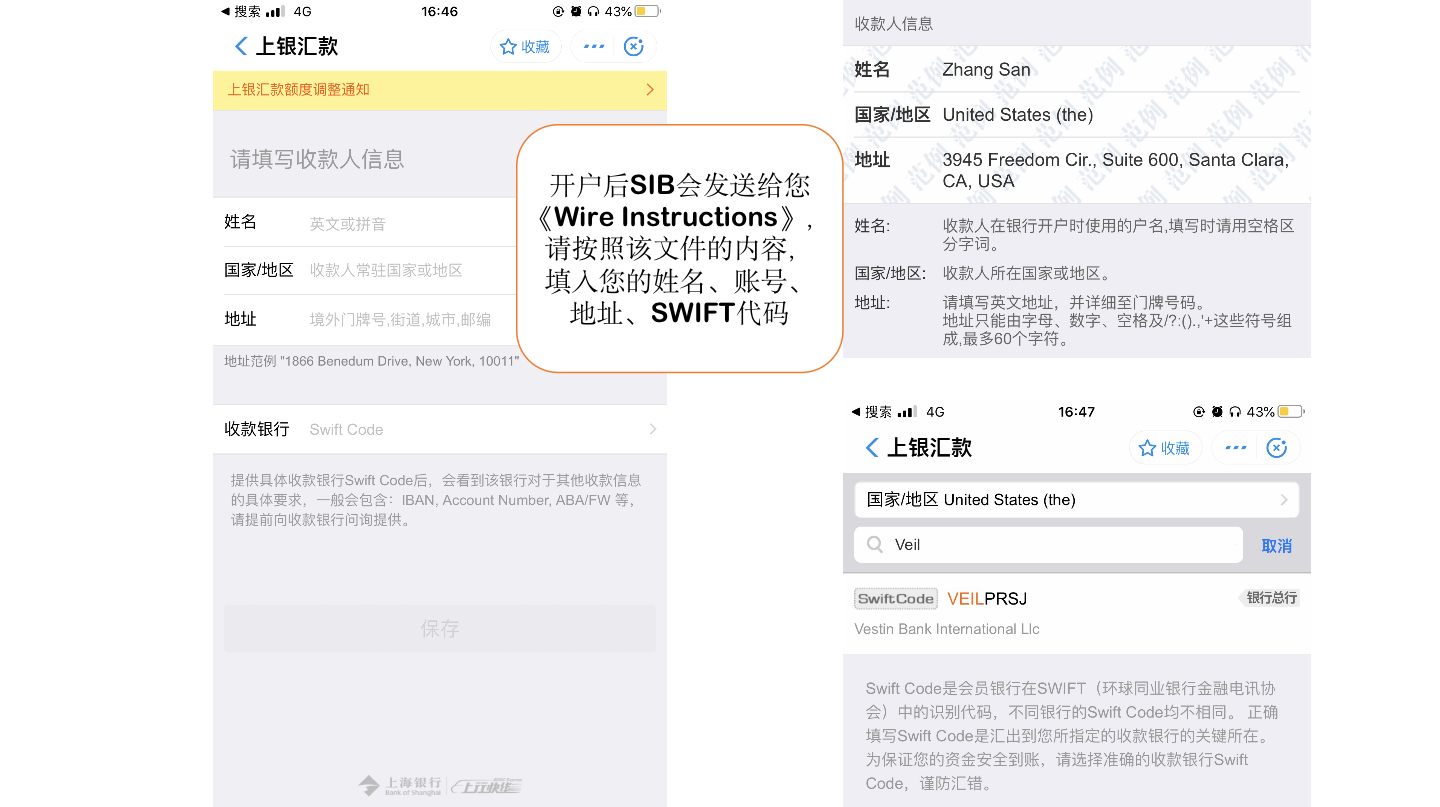 搜索 4G 16:46 43%
上银汇款 收藏
上银汇款额度调整通知
请填写收款人信息
姓名 英文或拼音
国家/地区 收款人常驻国家或地区
地址 境外门牌号,街道,城市,邮编
地址范例 "1866 Benedum Drive, New York, 10011"
收款银行 Swift Code
提供具体收款银行Swift Code后，会看到该银行对于其他收款信息
的具体要求，一般会包含：IBAN, Account Number, ABA/FW 等，
请提前向收款银行问询提供。
保存
上海银行
Bank of Shanghai
上行快线
开户后SIB会发送给您
《Wire Instructions》,
请按照该文件的内容,
填入您的姓名、账号、
地址、SWIFT代码
收款人信息
姓名 Zhang San
国家/地区 United States (the)
地址 3945 Freedom Cir., Suite 600, Santa Clara,
CA, USA
范例 范例 范例 范例 范例 范例
姓名: 收款人在银行开户时使用的户名,填写时请用空格区
分字词。
国家/地区: 收款人所在国家或地区。
地址: 请填写英文地址，并详细至门牌号码。
地址只能由字母、数字、空格及/?:().,'+这些符号组
成,最多60个字符。
搜索 4G 16:47 43%
上银汇款 收藏
国家/地区 United States (the)
Veil 取消
SwiftCode VEILPRSJ 银行总行
Vestin Bank International Llc
Swift Code是会员银行在SWIFT（环球同业银行金融电讯协
会）中的识别代码，不同银行的Swift Code均不相同。 正确
填写Swift Code是汇出到您所指定的收款银行的关键所在。
为保证您的资金安全到账，请选择准确的收款银行Swift
Code，谨防汇错。